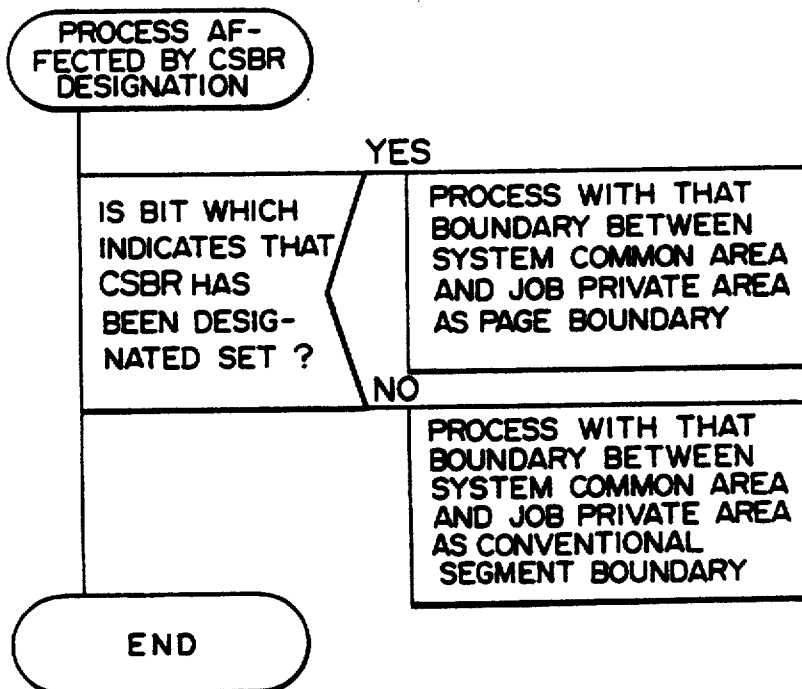 PROCESS AF-
FECTED BY CSBR
DESIGNATION
YES
IS BIT WHICH
INDICATES THAT
CSBR HAS
BEEN DESIG-
NATED SET ?
PROCESS WITH THAT
BOUNDARY BETWEEN
SYSTEM COMMON AREA
AND JOB PRIVATE AREA
AS PAGE BOUNDARY
NO
PROCESS WITH THAT
BOUNDARY BETWEEN
SYSTEM COMMON AREA
AND JOB PRIVATE AREA
AS CONVENTIONAL
SEGMENT BOUNDARY
END